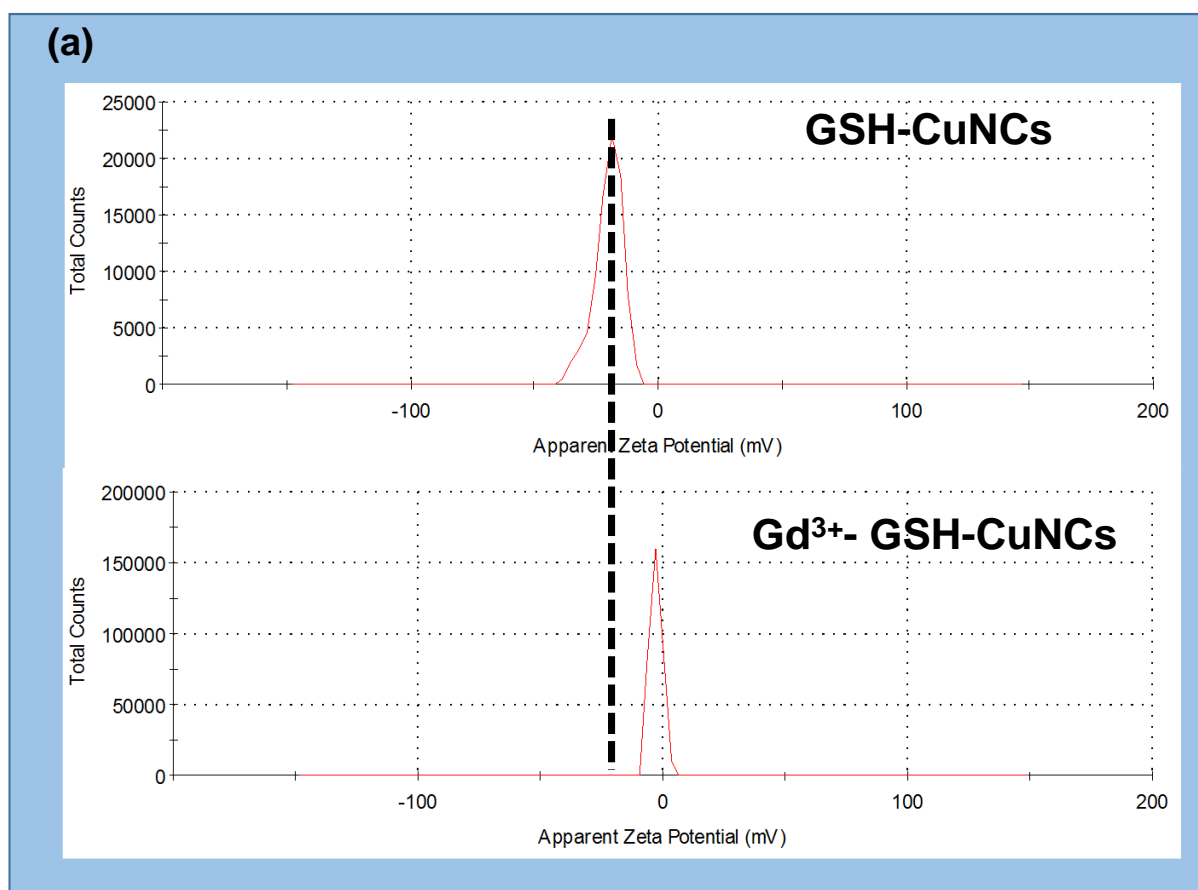 (a)
GSH-CuNCs
25000
20000
15000
10000
5000
0
Total Counts
-100 0 100 200
Apparent Zeta Potential (mV)
Gd³⁺- GSH-CuNCs
200000
150000
100000
50000
0
Total Counts
-100 0 100 200
Apparent Zeta Potential (mV)